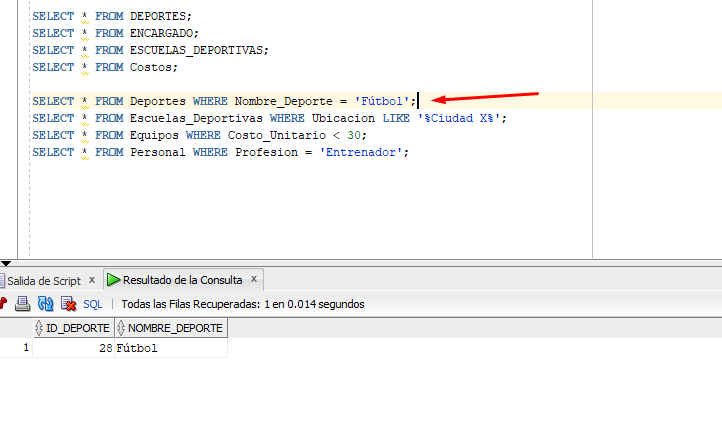 SELECT * FROM DEPORTES;
SELECT * FROM ENCARGADO;
SELECT * FROM ESCUELAS_DEPORTIVAS;
SELECT * FROM Costos;
SELECT * FROM Deportes WHERE Nombre_Deporte = 'Fútbol';
SELECT * FROM Escuelas_Deportivas WHERE Ubicacion LIKE '%Ciudad X%';
SELECT * FROM Equipos WHERE Costo_Unitario < 30;
SELECT * FROM Personal WHERE Profesion = 'Entrenador';
Salida de Script x Resultado de la Consulta x
SQL | Todas las Filas Recuperadas: 1 en 0.014 segundos
ID_DEPORTE NOMBRE_DEPORTE
1 28 Fútbol